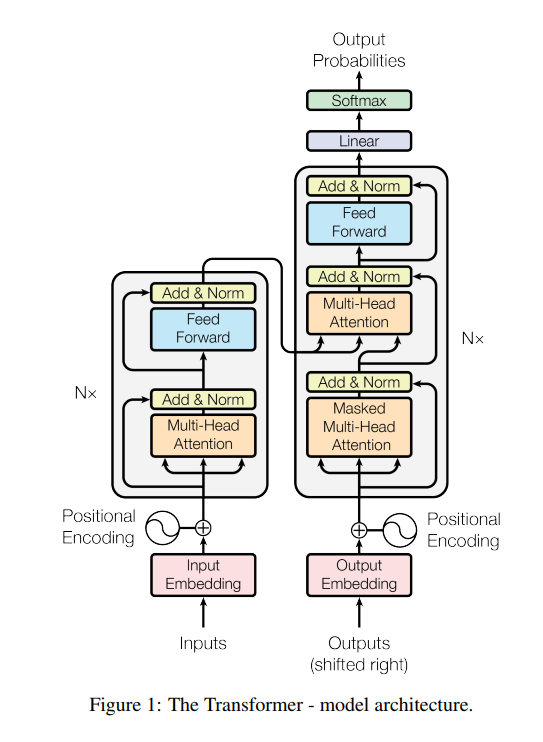 Output
Probabilities
Softmax
Linear
Add & Norm
Feed
Forward
Add & Norm
Multi-Head
Attention
Add & Norm
Masked
Multi-Head
Attention
Nx
Add & Norm
Feed
Forward
Add & Norm
Multi-Head
Attention
Nx
Positional
Encoding
Positional
Encoding
Input
Embedding
Output
Embedding
Inputs
Outputs
(shifted right)
Figure 1: The Transformer - model architecture.